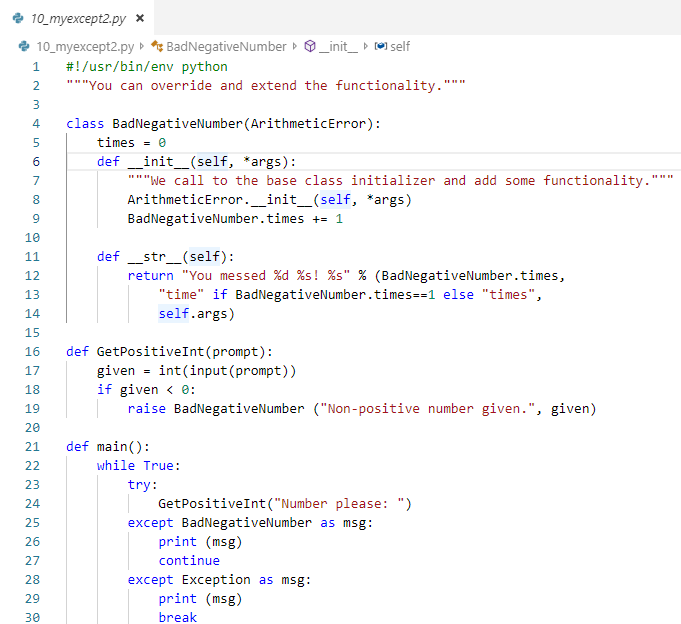 10_myexcept2.py ×
10_myexcept2.py › BadNegativeNumber › __init__ › self
1 #!/usr/bin/env python
2 """You can override and extend the functionality."""
3
4 class BadNegativeNumber(ArithmeticError):
5     times = 0
6     def __init__(self, *args):
7         """We call to the base class initializer and add some functionality."""
8         ArithmeticError.__init__(self, *args)
9         BadNegativeNumber.times += 1
10
11     def __str__(self):
12         return "You messed %d %s! %s" % (BadNegativeNumber.times,
13             "time" if BadNegativeNumber.times==1 else "times",
14             self.args)
15
16 def GetPositiveInt(prompt):
17     given = int(input(prompt))
18     if given < 0:
19         raise BadNegativeNumber ("Non-positive number given.", given)
20
21 def main():
22     while True:
23         try:
24             GetPositiveInt("Number please: ")
25         except BadNegativeNumber as msg:
26             print (msg)
27             continue
28         except Exception as msg:
29             print (msg)
30             break